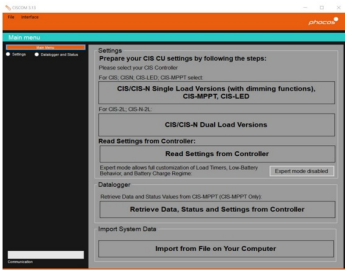 CISCOM 3.13
File Interface
phocos
Main menu
Main Menu
Settings Datalogger and Status
Settings
Prepare your CIS CU settings by following the steps:
Please select your CIS Controller
For CIS; CISN; CIS-LED; CIS-MPPT select
CIS/CIS-N Single Load Versions (with dimming functions),
CIS-MPPT, CIS-LED
For CIS-2L; CIS-N-2L:
CIS/CIS-N Dual Load Versions
Read Settings from Controller:
Read Settings from Controller
Expert mode allows full customization of Load Timers, Low-Battery
Behavior, and Battery Charge Regime:
Expert mode disabled
Datalogger
Retrieve Data and Status Values from CIS-MPPT (CIS-MPPT Only)
Retrieve Data, Status and Settings from Controller
Import System Data
Import from File on Your Computer
Communication